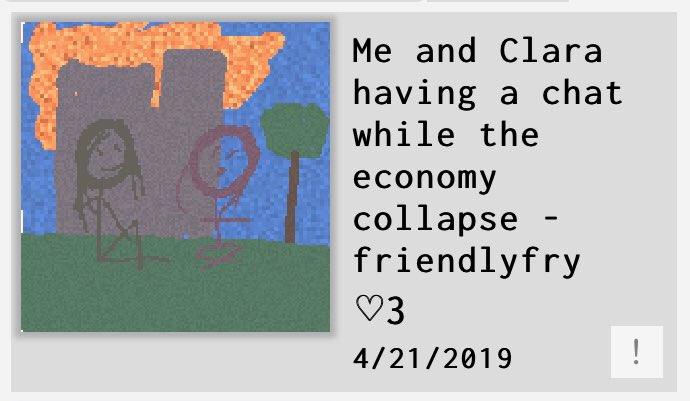 Me and Clara
having a chat
while the
economy
collapse -
friendlyfry
♡3
4/21/2019
!